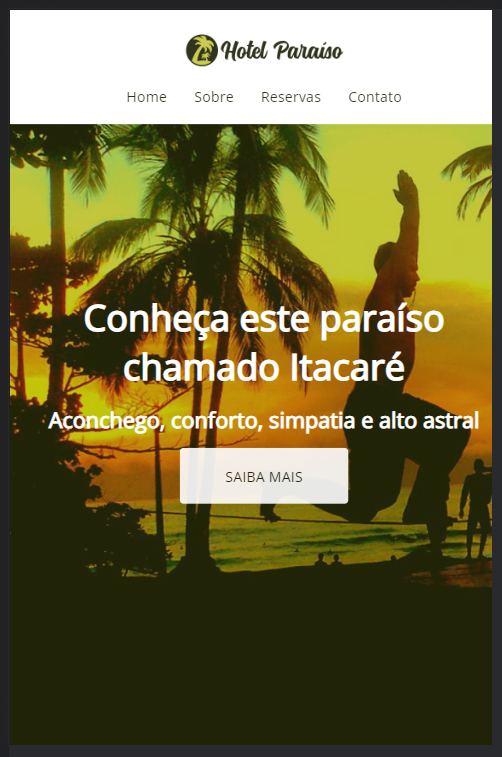 Hotel Paraíso
Home Sobre Reservas Contato
Conheça este paraíso
chamado Itacaré
Aconchego, conforto, simpatia e alto astral
SAIBA MAIS